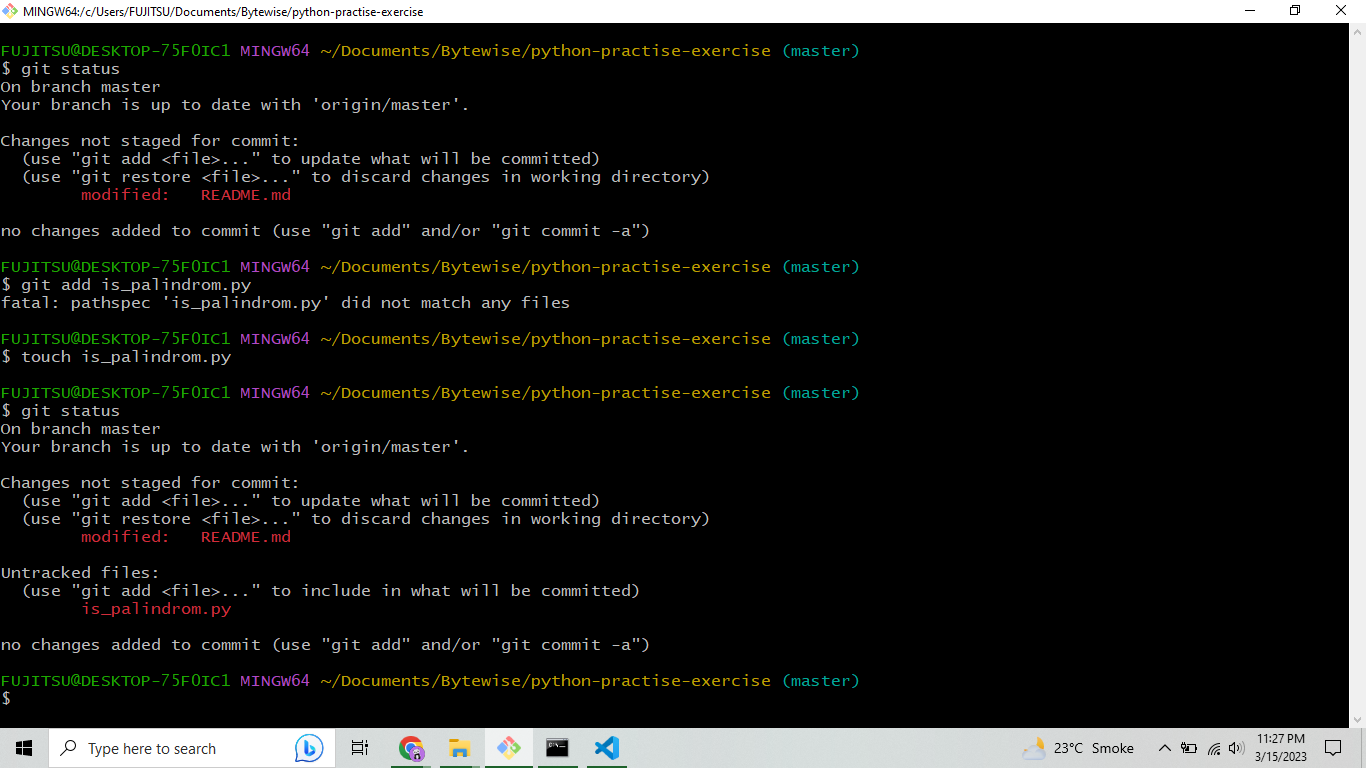 MINGW64:/c/Users/FUJITSU/Documents/Bytewise/python-practise-exercise
FUJITSU@DESKTOP-75F0IC1 MINGW64 ~/Documents/Bytewise/python-practise-exercise (master)
$ git status
On branch master
Your branch is up to date with 'origin/master'.
Changes not staged for commit:
  (use "git add <file>..." to update what will be committed)
  (use "git restore <file>..." to discard changes in working directory)
        modified:   README.md
no changes added to commit (use "git add" and/or "git commit -a")
FUJITSU@DESKTOP-75F0IC1 MINGW64 ~/Documents/Bytewise/python-practise-exercise (master)
$ git add is_palindrom.py
fatal: pathspec 'is_palindrom.py' did not match any files
FUJITSU@DESKTOP-75F0IC1 MINGW64 ~/Documents/Bytewise/python-practise-exercise (master)
$ touch is_palindrom.py
FUJITSU@DESKTOP-75F0IC1 MINGW64 ~/Documents/Bytewise/python-practise-exercise (master)
$ git status
On branch master
Your branch is up to date with 'origin/master'.
Changes not staged for commit:
  (use "git add <file>..." to update what will be committed)
  (use "git restore <file>..." to discard changes in working directory)
        modified:   README.md
Untracked files:
  (use "git add <file>..." to include in what will be committed)
        is_palindrom.py
no changes added to commit (use "git add" and/or "git commit -a")
FUJITSU@DESKTOP-75F0IC1 MINGW64 ~/Documents/Bytewise/python-practise-exercise (master)
$
Type here to search
23°C Smoke
11:27 PM
3/15/2023